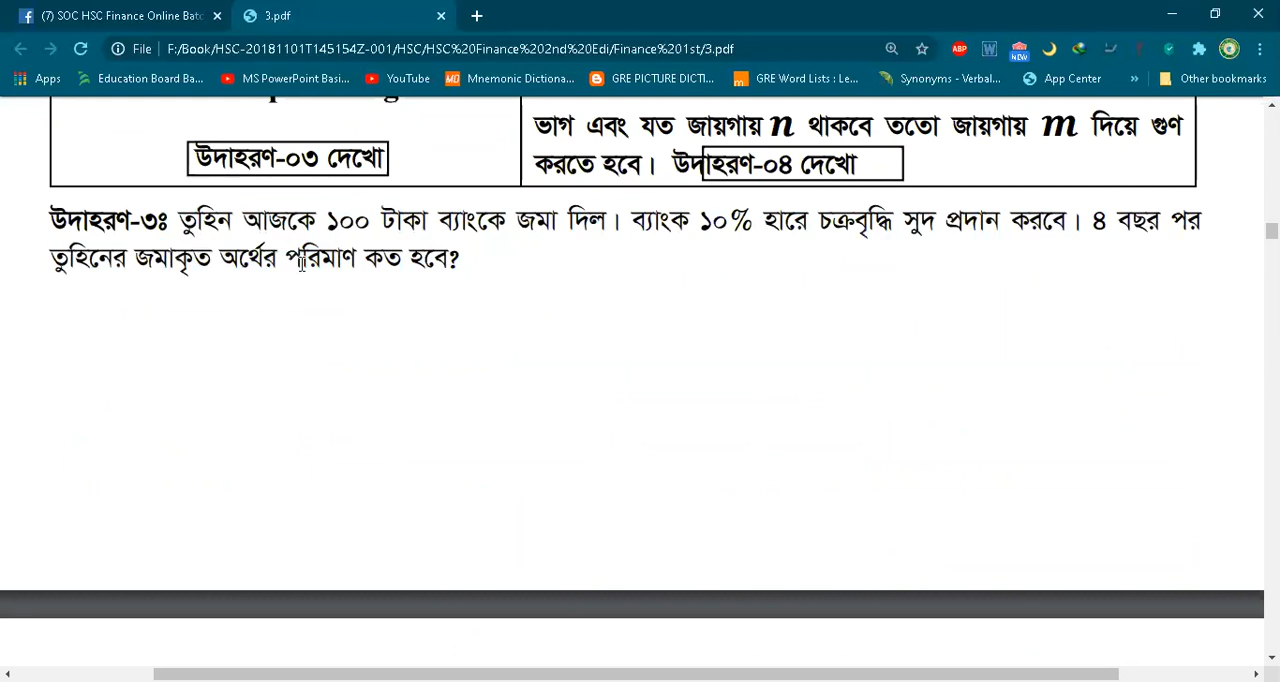 (7) SOC HSC Finance Online Batc
3.pdf
File F:/Book/HSC-20181101T145154Z-001/HSC/HSC%20Finance%202nd%20Edi/Finance%201st/3.pdf
ABP
W
NEW
Apps Education Board Ba... MS PowerPoint Basi... YouTube Mnemonic Dictiona... GRE PICTURE DICTI... GRE Word Lists : Le... Synonyms - Verbal... App Center » Other bookmarks
উদাহরণ-০৩ দেখো
ভাগ এবং যত জায়গায় n থাকবে ততো জায়গায় m দিয়ে গুণ
করতে হবে। উদাহরণ-০৪ দেখো
উদাহরণ-৩ঃ তুহিন আজকে ১০০ টাকা ব্যাংকে জমা দিল। ব্যাংক ১০% হারে চক্রবৃদ্ধি সুদ প্রদান করবে। ৪ বছর পর
তুহিনের জমাকৃত অর্থের পরিমাণ কত হবে?